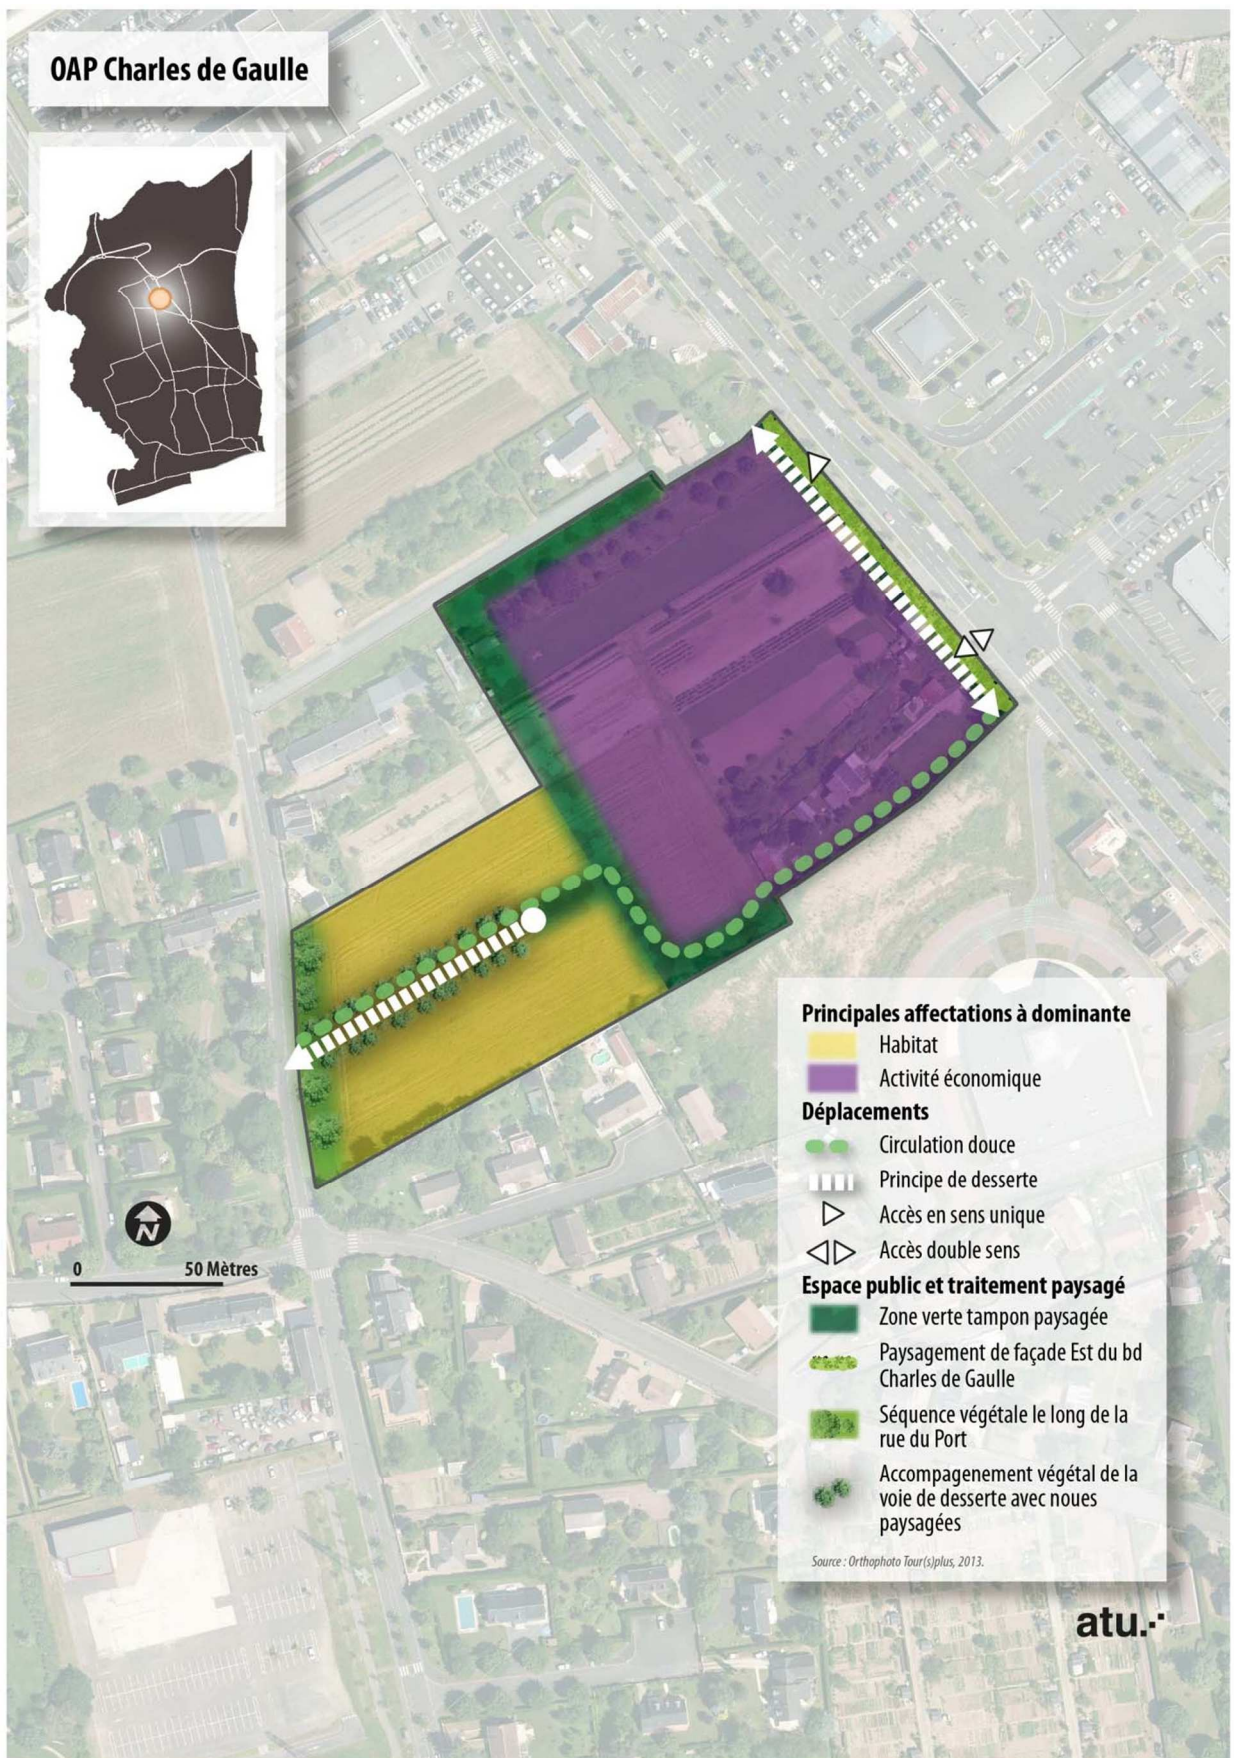 OAP Charles de Gaulle
N
0 50 Mètres
Principales affectations à dominante
Habitat
Activité économique
Déplacements
Circulation douce
Principe de desserte
Accès en sens unique
Accès double sens
Espace public et traitement paysagé
Zone verte tampon paysagée
Paysagement de façade Est du bd
Charles de Gaulle
Séquence végétale le long de la
rue du Port
Accompagenement végétal de la
voie de desserte avec noues
paysagées
Source : Orthophoto Tour(s)plus, 2013.
atu.